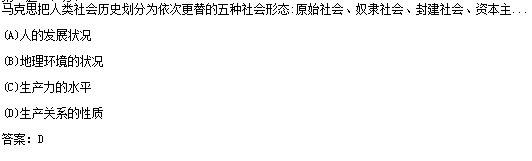 马克思把人类社会历史划分为依次更替的五种社会形态:原始社会、奴隶社会、封建社会、资本主...
(A)人的发展状况
(B)地理环境的状况
(C)生产力的水平
(D)生产关系的性质
答案: D